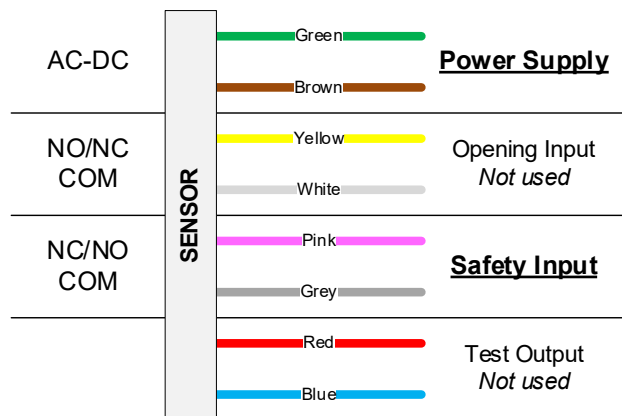 Green
AC-DC
Power Supply
Brown
NO/NC
COM
Yellow
White
Opening Input
Not used
SENSOR
NC/NO
COM
Pink
Grey
Safety Input
Red
Blue
Test Output
Not used